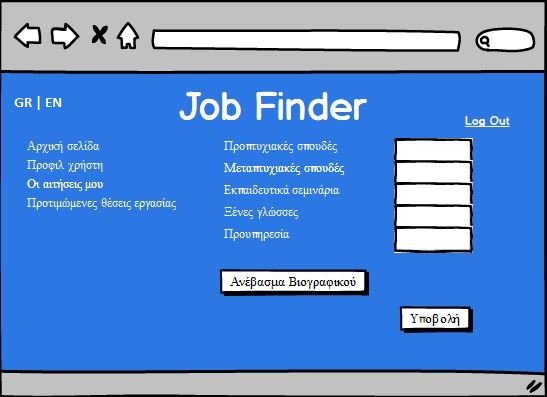 GR | EN
Job Finder
Log Out
Αρχική σελίδα
Προφιλ χρήστη
Οι αιτήσεις μου
Προτιμώμενες θέσεις εργασίας
Προπτυχιακές σπουδές
Μεταπτυχιακές σπουδές
Εκπαιδευτικά σεμινάρια
Ξένες γλώσσες
Προυπηρεσία
Ανέβασμα Βιογραφικού
Υποβολή